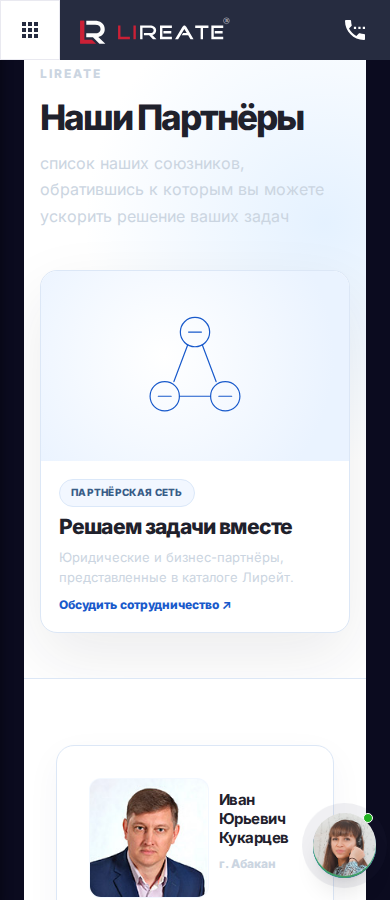 LIREATE®
LIREATE
Наши Партнёры
список наших союзников,
обратившись к которым вы можете
ускорить решение ваших задач
ПАРТНЁРСКАЯ СЕТЬ
Решаем задачи вместе
Юридические и бизнес-партнёры,
представленные в каталоге Лирейт.
Обсудить сотрудничество ↗
Иван
Юрьевич
Кукарцев
г. Абакан